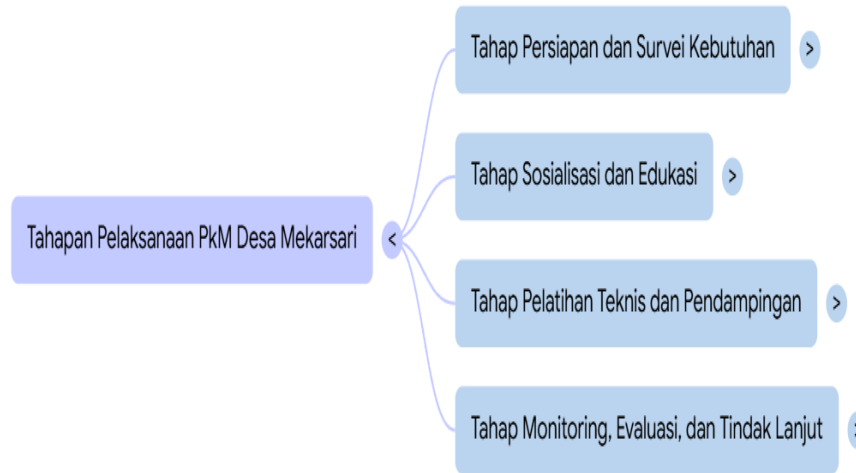 Tahap Persiapan dan Survei Kebutuhan >
Tahap Sosialisasi dan Edukasi >
Tahapan Pelaksanaan PkM Desa Mekarsari <
Tahap Pelatihan Teknis dan Pendampingan >
Tahap Monitoring, Evaluasi, dan Tindak Lanjut >